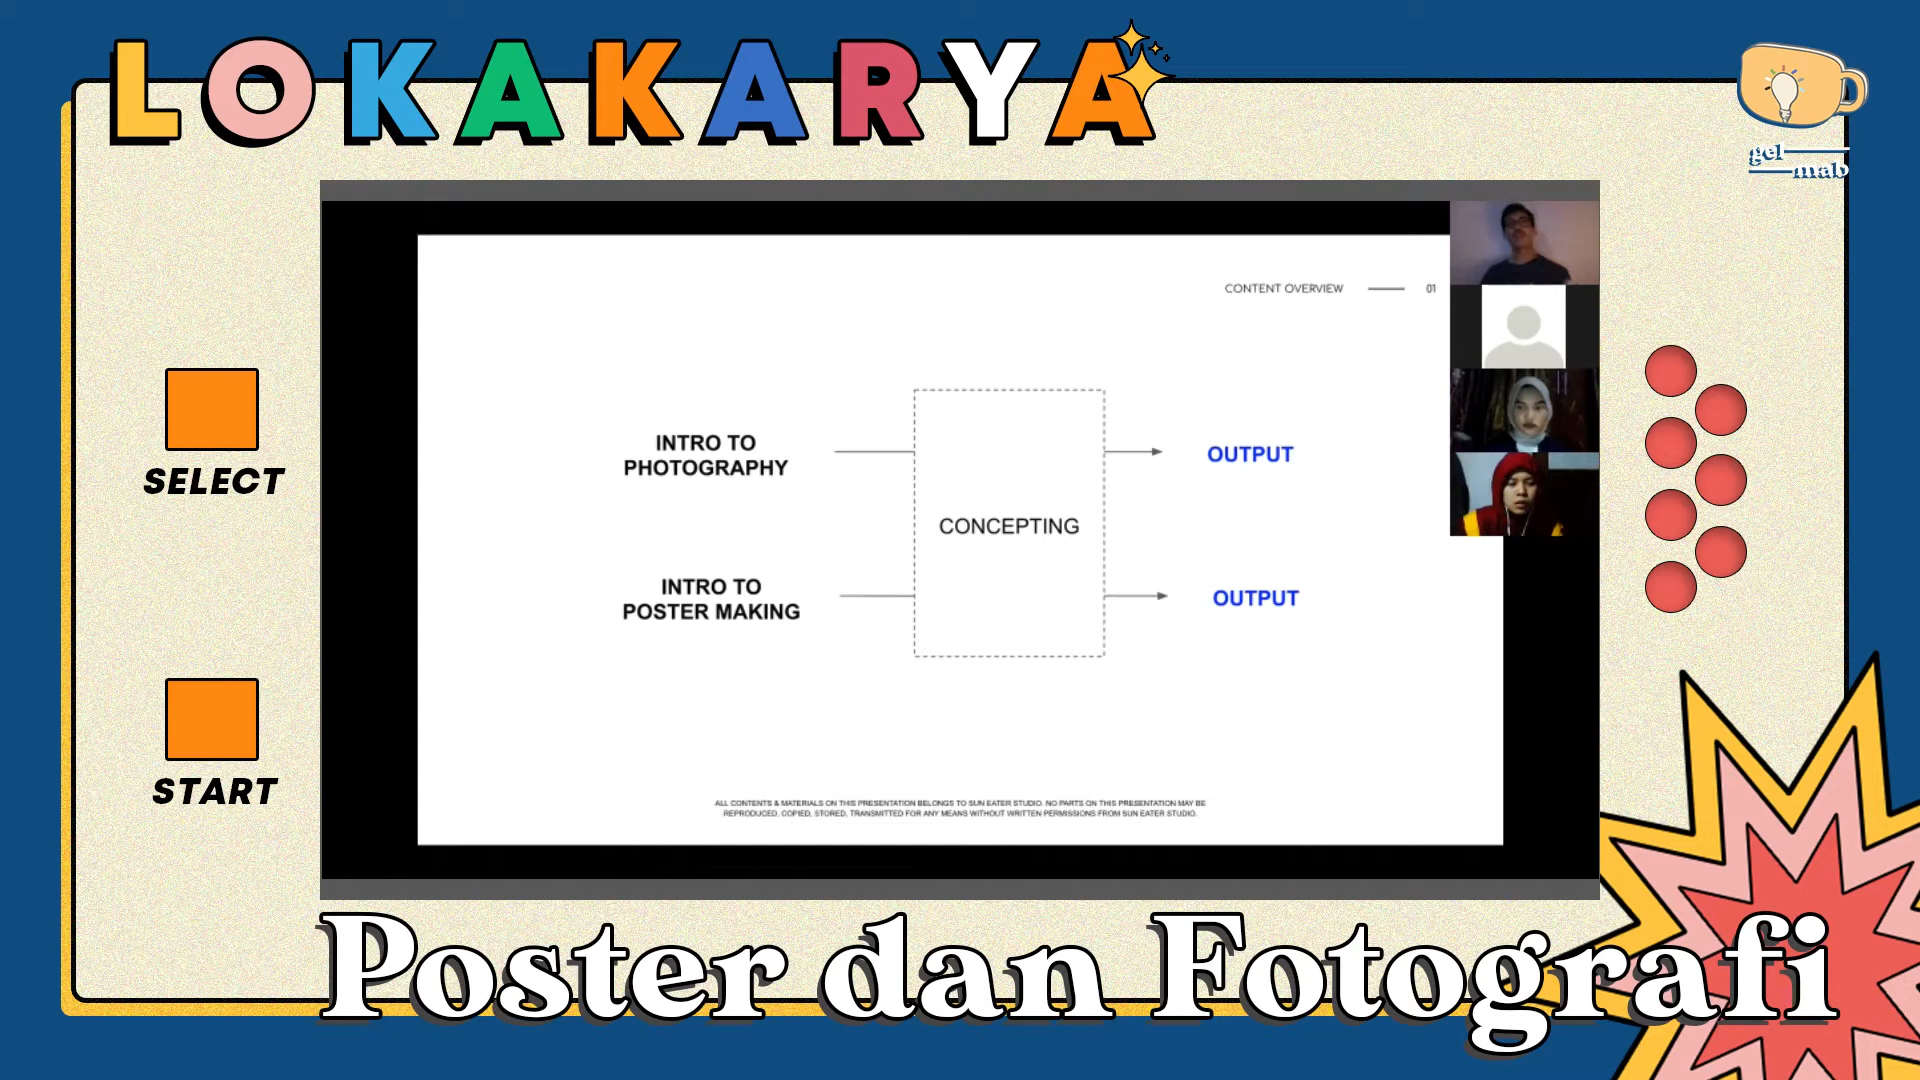 LOKAKARYA
gel
mab
CONTENT OVERVIEW 01
INTRO TO
PHOTOGRAPHY
OUTPUT
CONCEPTING
INTRO TO
POSTER MAKING
OUTPUT
SELECT
START
ALL CONTENTS & MATERIALS ON THIS PRESENTATION BELONGS TO SUN EATER STUDIO. NO PARTS ON THIS PRESENTATION MAY BE
REPRODUCED, COPIED, STORED, TRANSMITTED FOR ANY MEANS WITHOUT WRITTEN PERMISSIONS FROM SUN EATER STUDIO.
Poster dan Fotografi